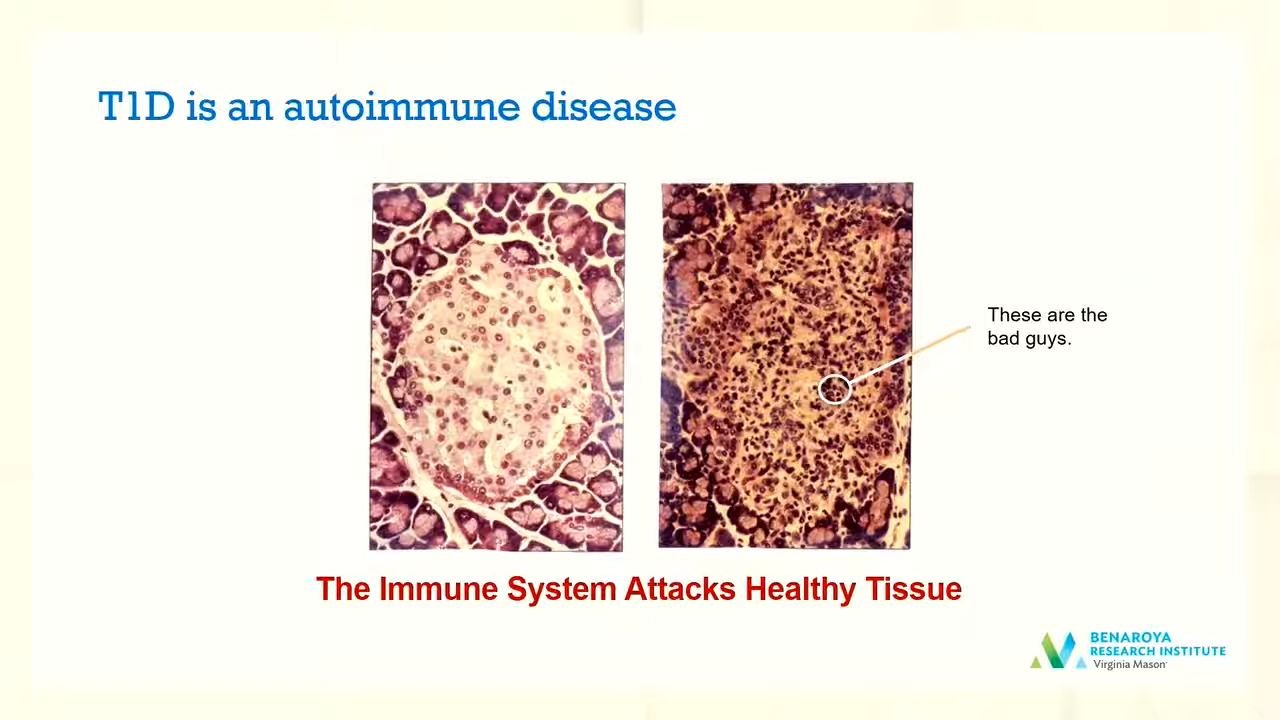 T1D is an autoimmune disease
These are the
bad guys.
The Immune System Attacks Healthy Tissue
BENAROYA
RESEARCH INSTITUTE
Virginia Mason